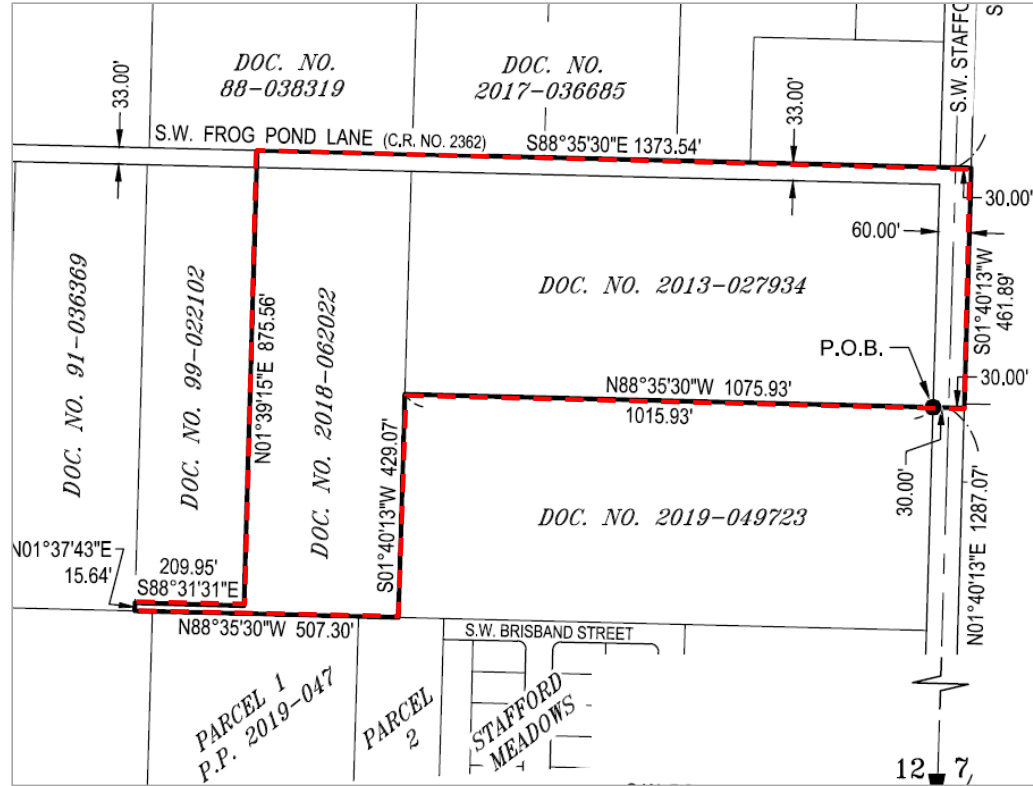 S.W. STAFFO
S
DOC. NO.
88-038319
DOC. NO.
2017-036685
33.00'
33.00'
S.W. FROG POND LANE (C.R. NO. 2362)
S88°35'30"E 1373.54'
30.00'
60.00'
S01°40'13"W
461.89'
DOC. NO. 91-036369
DOC. NO. 99-022102
N01°39'15"E 875.56'
DOC. NO. 2018-062022
DOC. NO. 2013-027934
P.O.B.
N88°35'30"W 1075.93'
1015.93'
30.00'
S01°40'13"W 429.07'
DOC. NO. 2019-049723
30.00'
N01°40'13"E 1287.07'
N01°37'43"E
15.64'
209.95'
S88°31'31"E
N88°35'30"W 507.30'
S.W. BRISBAND STREET
PARCEL 1
P.P. 2019-047
PARCEL
2
STAFFORD
MEADOWS
12 7